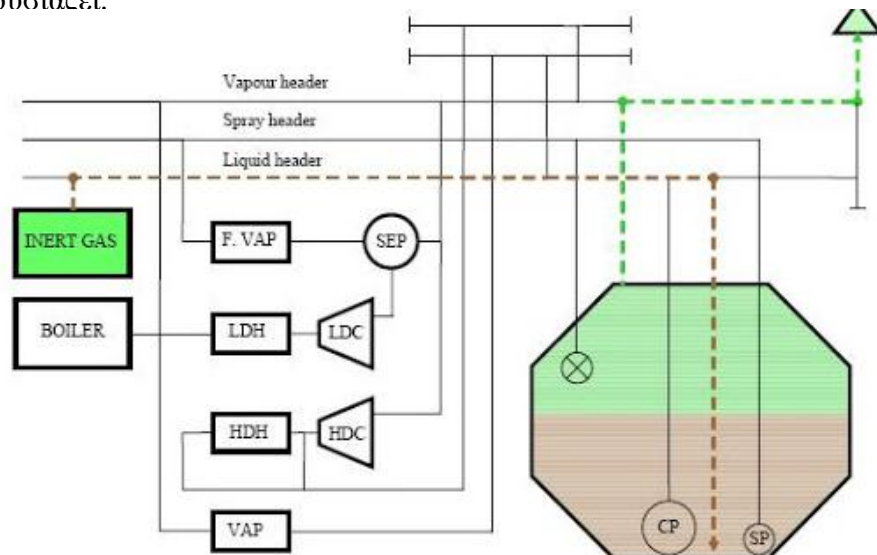 Vapour header
Spray header
Liquid header
INERT GAS
F. VAP
SEP
BOILER
LDH
LDC
HDH
HDC
VAP
CP
SP